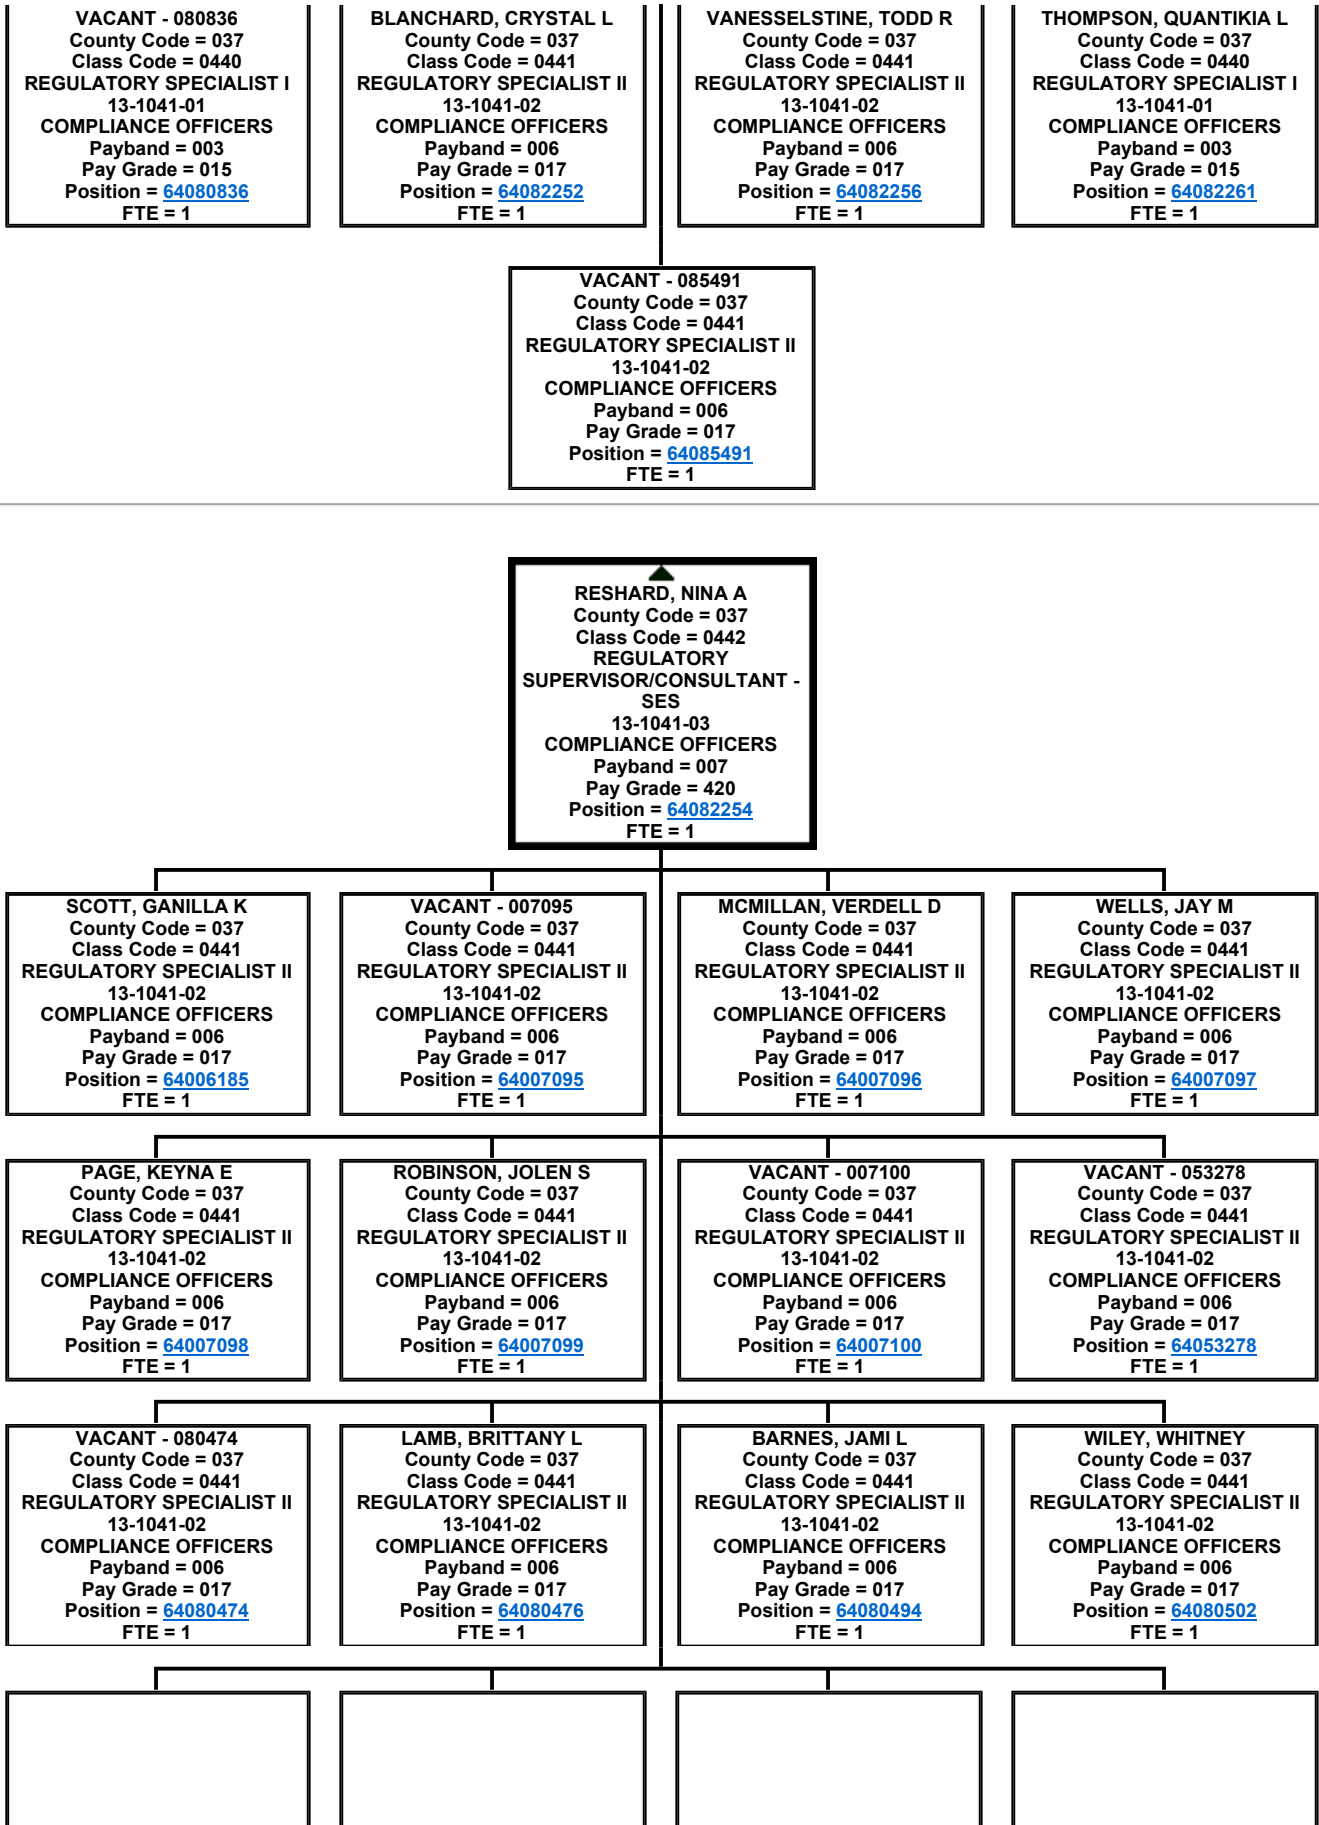 VACANT - 080836
County Code = 037
Class Code = 0440
REGULATORY SPECIALIST I
13-1041-01
COMPLIANCE OFFICERS
Payband = 003
Pay Grade = 015
Position = 64080836
FTE = 1
BLANCHARD, CRYSTAL L
County Code = 037
Class Code = 0441
REGULATORY SPECIALIST II
13-1041-02
COMPLIANCE OFFICERS
Payband = 006
Pay Grade = 017
Position = 64082252
FTE = 1
VANESSELSTINE, TODD R
County Code = 037
Class Code = 0441
REGULATORY SPECIALIST II
13-1041-02
COMPLIANCE OFFICERS
Payband = 006
Pay Grade = 017
Position = 64082256
FTE = 1
THOMPSON, QUANTIKIA L
County Code = 037
Class Code = 0440
REGULATORY SPECIALIST I
13-1041-01
COMPLIANCE OFFICERS
Payband = 003
Pay Grade = 015
Position = 64082261
FTE = 1
VACANT - 085491
County Code = 037
Class Code = 0441
REGULATORY SPECIALIST II
13-1041-02
COMPLIANCE OFFICERS
Payband = 006
Pay Grade = 017
Position = 64085491
FTE = 1
RESHARD, NINA A
County Code = 037
Class Code = 0442
REGULATORY
SUPERVISOR/CONSULTANT -
SES
13-1041-03
COMPLIANCE OFFICERS
Payband = 007
Pay Grade = 420
Position = 64082254
FTE = 1
SCOTT, GANILLA K
County Code = 037
Class Code = 0441
REGULATORY SPECIALIST II
13-1041-02
COMPLIANCE OFFICERS
Payband = 006
Pay Grade = 017
Position = 64006185
FTE = 1
VACANT - 007095
County Code = 037
Class Code = 0441
REGULATORY SPECIALIST II
13-1041-02
COMPLIANCE OFFICERS
Payband = 006
Pay Grade = 017
Position = 64007095
FTE = 1
MCMILLAN, VERDELL D
County Code = 037
Class Code = 0441
REGULATORY SPECIALIST II
13-1041-02
COMPLIANCE OFFICERS
Payband = 006
Pay Grade = 017
Position = 64007096
FTE = 1
WELLS, JAY M
County Code = 037
Class Code = 0441
REGULATORY SPECIALIST II
13-1041-02
COMPLIANCE OFFICERS
Payband = 006
Pay Grade = 017
Position = 64007097
FTE = 1
PAGE, KEYNA E
County Code = 037
Class Code = 0441
REGULATORY SPECIALIST II
13-1041-02
COMPLIANCE OFFICERS
Payband = 006
Pay Grade = 017
Position = 64007098
FTE = 1
ROBINSON, JOLEN S
County Code = 037
Class Code = 0441
REGULATORY SPECIALIST II
13-1041-02
COMPLIANCE OFFICERS
Payband = 006
Pay Grade = 017
Position = 64007099
FTE = 1
VACANT - 007100
County Code = 037
Class Code = 0441
REGULATORY SPECIALIST II
13-1041-02
COMPLIANCE OFFICERS
Payband = 006
Pay Grade = 017
Position = 64007100
FTE = 1
VACANT - 053278
County Code = 037
Class Code = 0441
REGULATORY SPECIALIST II
13-1041-02
COMPLIANCE OFFICERS
Payband = 006
Pay Grade = 017
Position = 64053278
FTE = 1
VACANT - 080474
County Code = 037
Class Code = 0441
REGULATORY SPECIALIST II
13-1041-02
COMPLIANCE OFFICERS
Payband = 006
Pay Grade = 017
Position = 64080474
FTE = 1
LAMB, BRITTANY L
County Code = 037
Class Code = 0441
REGULATORY SPECIALIST II
13-1041-02
COMPLIANCE OFFICERS
Payband = 006
Pay Grade = 017
Position = 64080476
FTE = 1
BARNES, JAMI L
County Code = 037
Class Code = 0441
REGULATORY SPECIALIST II
13-1041-02
COMPLIANCE OFFICERS
Payband = 006
Pay Grade = 017
Position = 64080494
FTE = 1
WILEY, WHITNEY
County Code = 037
Class Code = 0441
REGULATORY SPECIALIST II
13-1041-02
COMPLIANCE OFFICERS
Payband = 006
Pay Grade = 017
Position = 64080502
FTE = 1